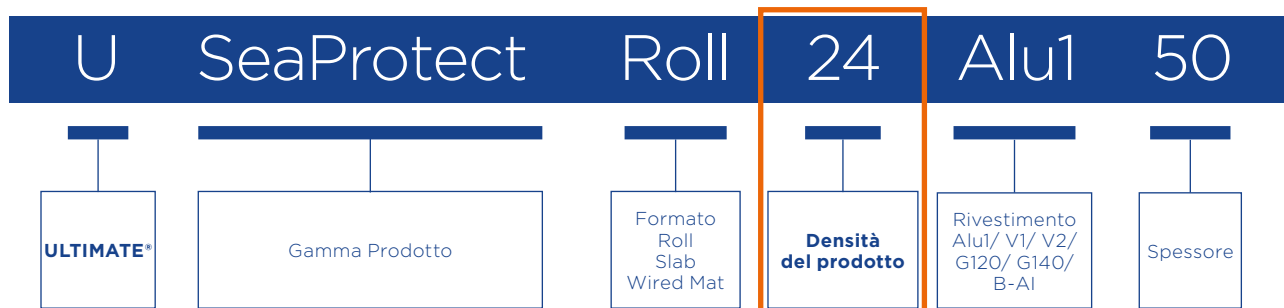 U SeaProtect Roll 24 Alu1 50
ULTIMATE®
Gamma Prodotto
Formato
Roll
Slab
Wired Mat
Densità
del prodotto
Rivestimento
Alu1/ V1/ V2/
G120/ G140/
B-AI
Spessore